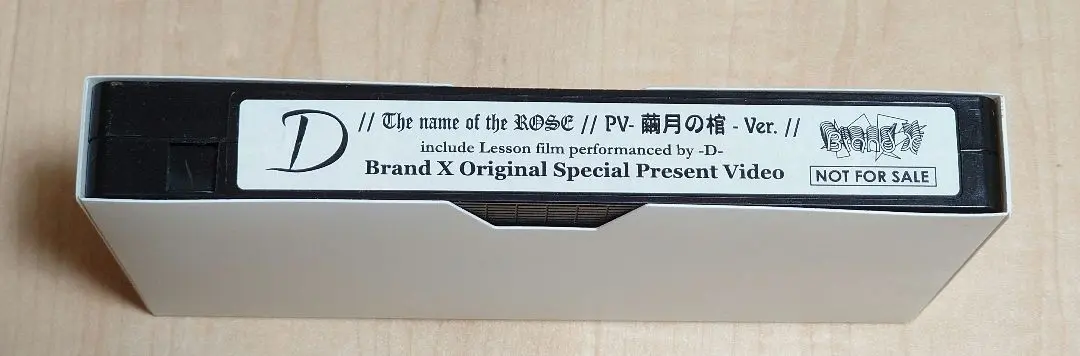 D // The name of the ROSE // PV- 繭月の棺 - Ver. //
include Lesson film performanced by -D-
Brand X Original Special Present Video
Brand X
NOT FOR SALE